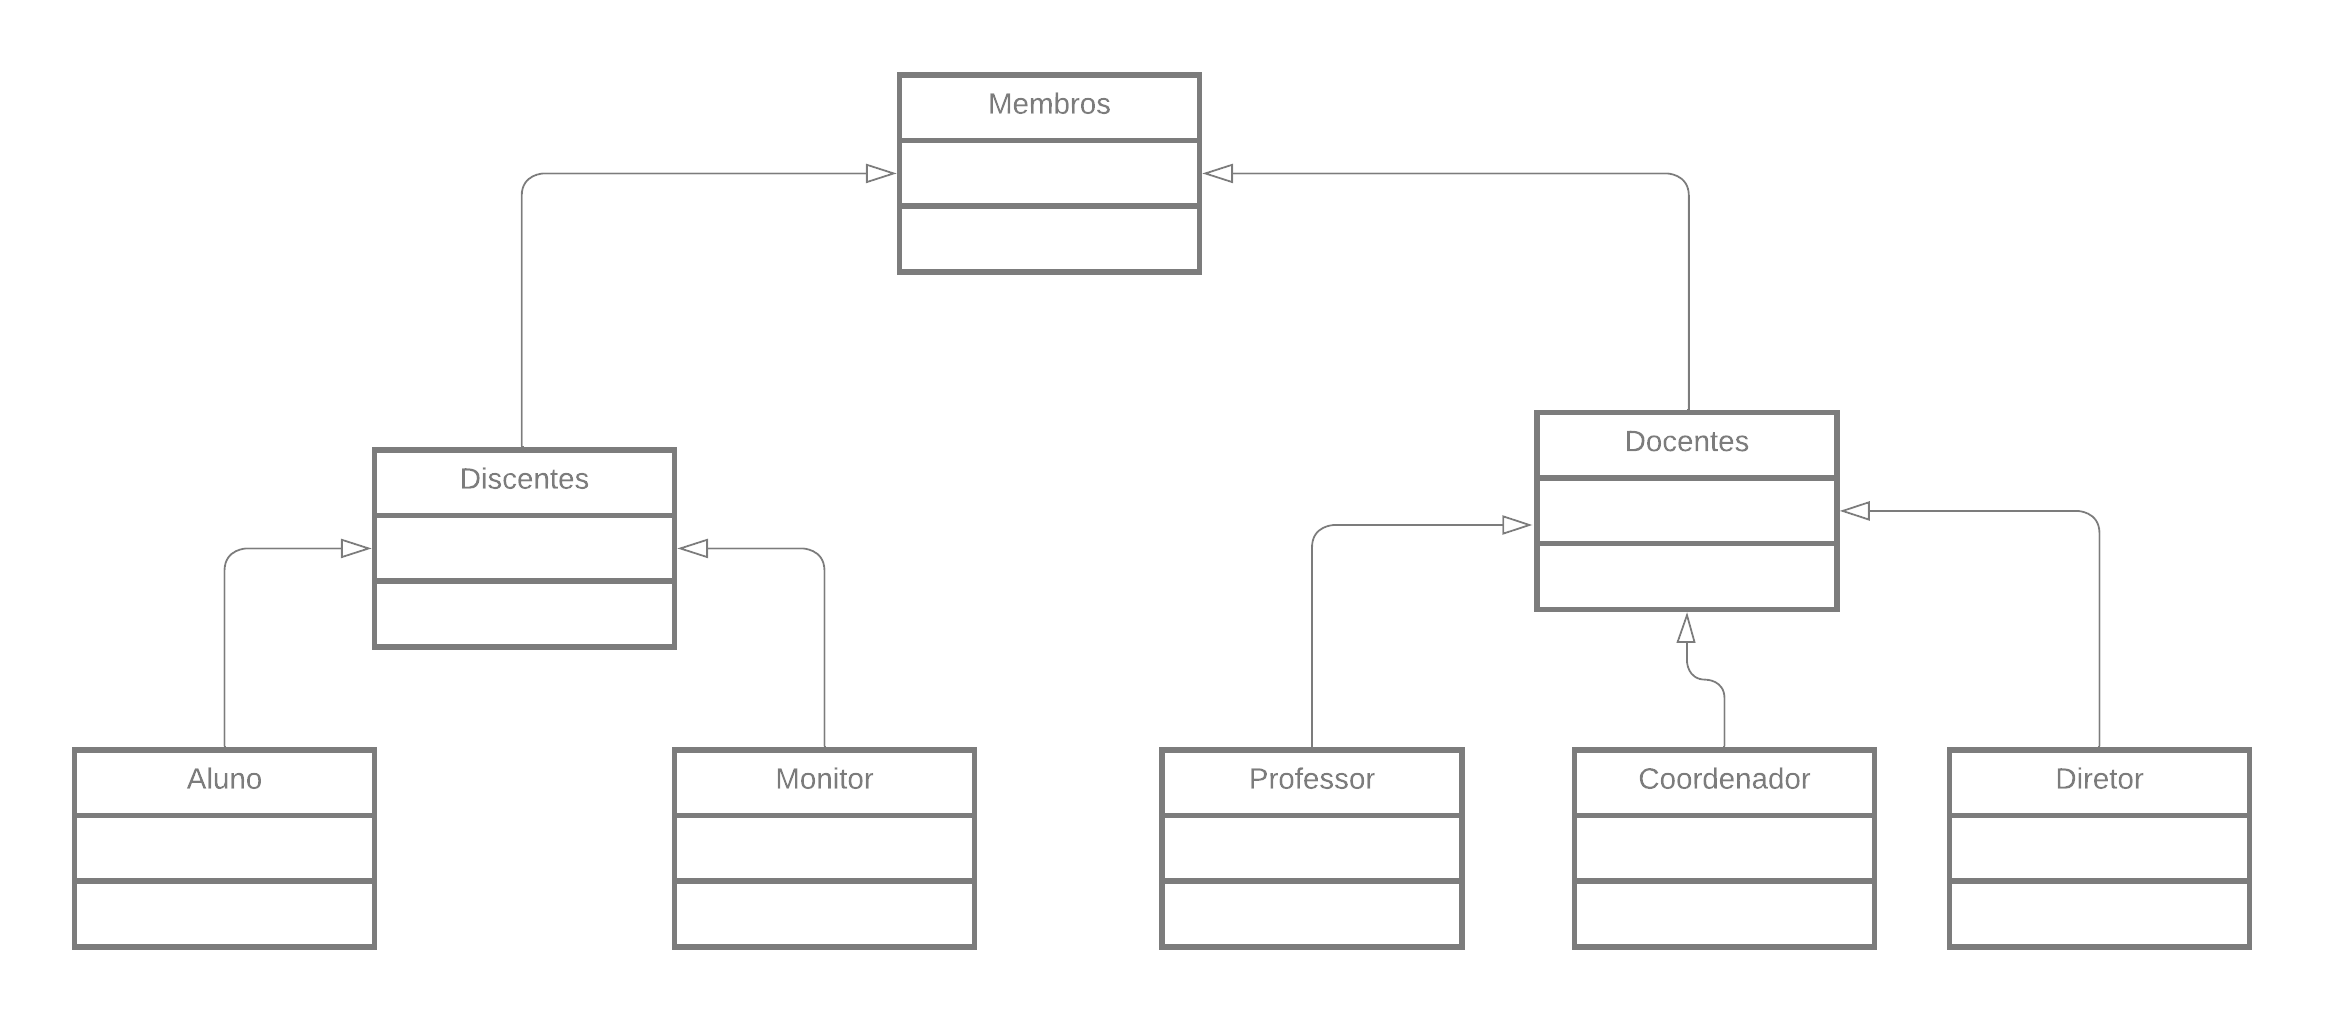 Membros
Discentes
Docentes
Aluno
Monitor
Professor
Coordenador
Diretor